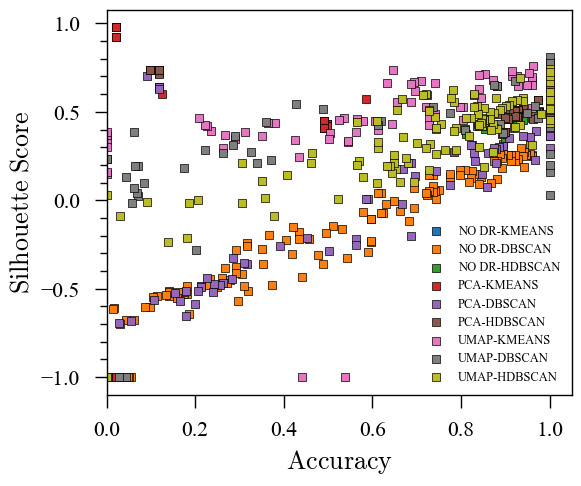 1.0
0.5
0.0
−0.5
−1.0
Silhouette Score
NO DR-KMEANS
NO DR-DBSCAN
NO DR-HDBSCAN
PCA-KMEANS
PCA-DBSCAN
PCA-HDBSCAN
UMAP-KMEANS
UMAP-DBSCAN
UMAP-HDBSCAN
0.0 0.2 0.4 0.6 0.8 1.0
Accuracy